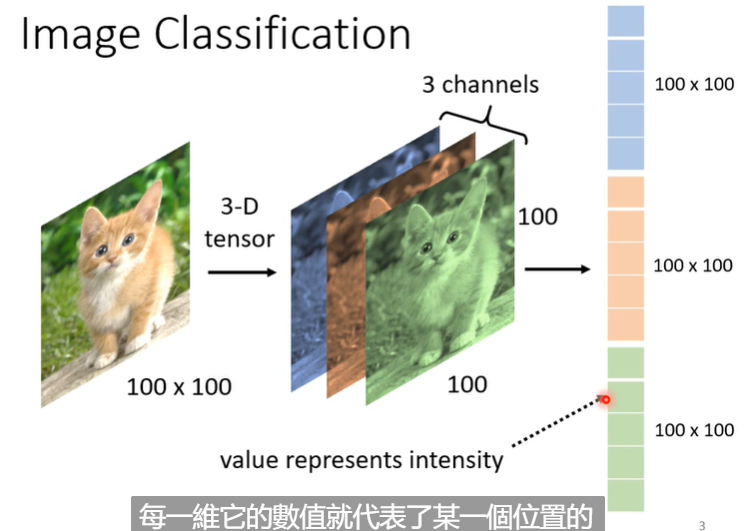 Image Classification
3 channels
100 x 100
3-D
tensor
100
100 x 100
100 x 100
100
value represents intensity
100 x 100
每一維它的數值就代表了某一個位置的
3